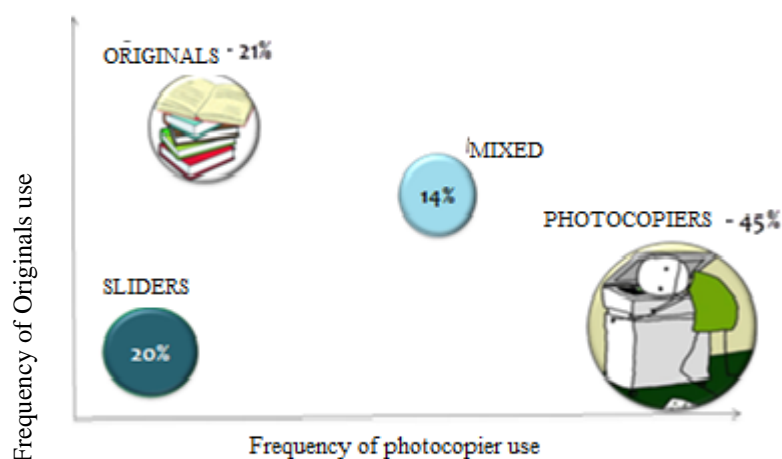 ORIGINALS - 21%
MIXED
14%
PHOTOCOPIERS - 45%
SLIDERS
20%
Frequency of Originals use
Frequency of photocopier use